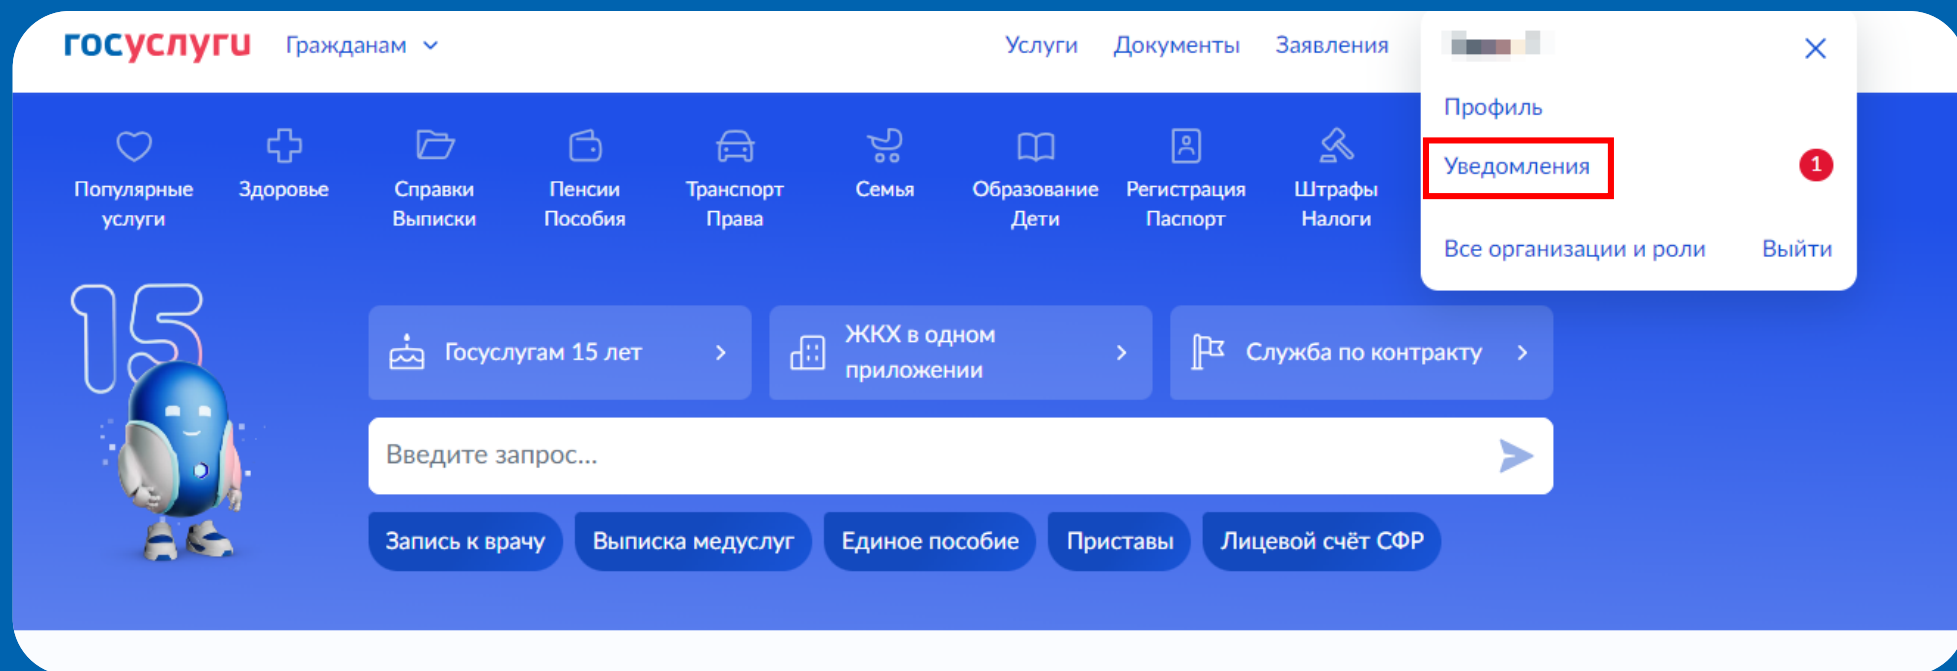 госуслуги Гражданам Услуги Документы Заявления
Профиль
Уведомления 1
Все организации и роли Выйти
Популярные
услуги
Здоровье
Справки
Выписки
Пенсии
Пособия
Транспорт
Права
Семья
Образование
Дети
Регистрация
Паспорт
Штрафы
Налоги
15
Госуслугам 15 лет
ЖКХ в одном
приложении
Служба по контракту
Введите запрос...
Запись к врачу Выписка медуслуг Единое пособие Приставы Лицевой счёт СФР